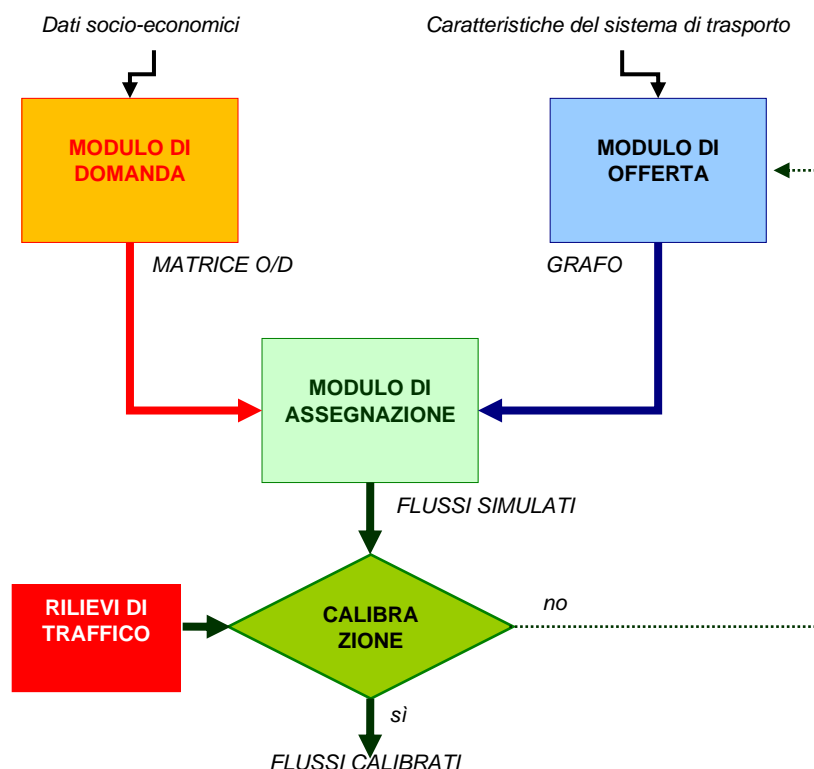 Dati socio-economici
Caratteristiche del sistema di trasporto
MODULO DI
DOMANDA
MODULO DI
OFFERTA
MATRICE O/D
GRAFO
MODULO DI
ASSEGNAZIONE
FLUSSI SIMULATI
RILIEVI DI
TRAFFICO
CALIBRA
ZIONE
no
sì
FLUSSI CALIBRATI